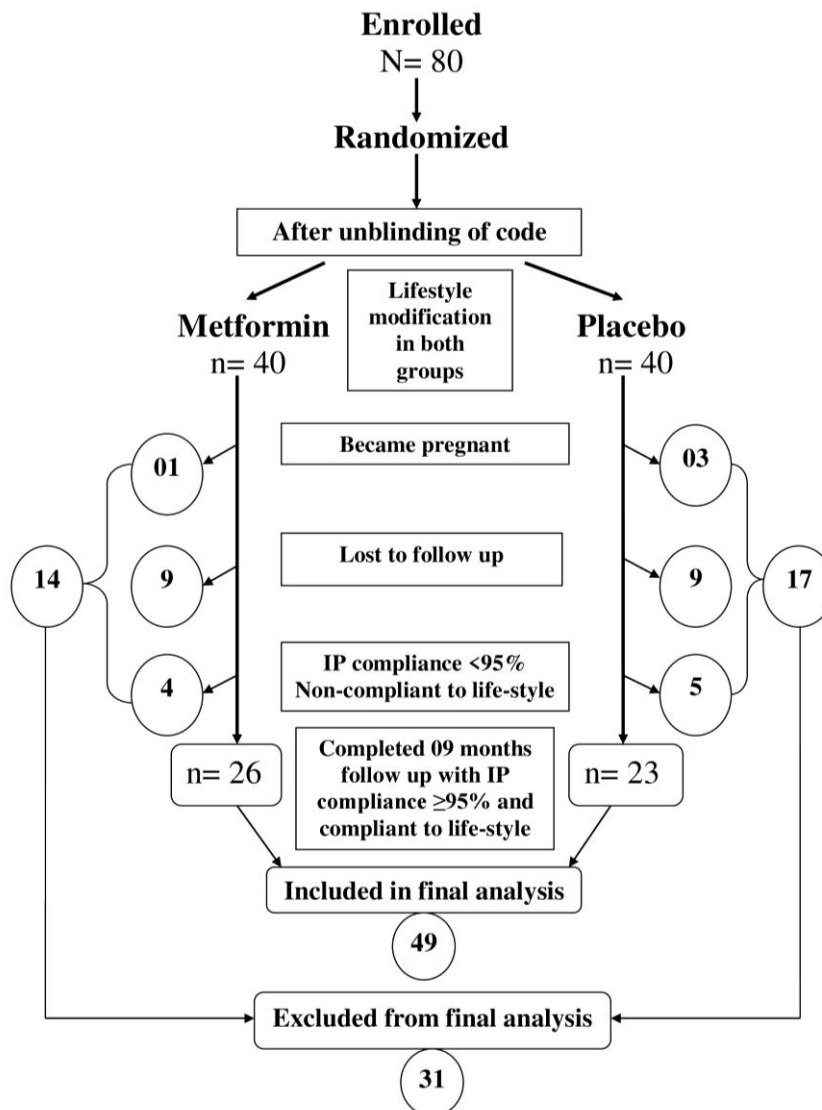 Enrolled
N= 80
Randomized
After unblinding of code
Lifestyle
modification
in both
groups
Metformin
n= 40
Placebo
n= 40
01
Became pregnant
03
14
9
Lost to follow up
9
17
4
IP compliance <95%
Non-compliant to life-style
5
n= 26
Completed 09 months
follow up with IP
compliance ≥95% and
compliant to life-style
n= 23
Included in final analysis
49
Excluded from final analysis
31